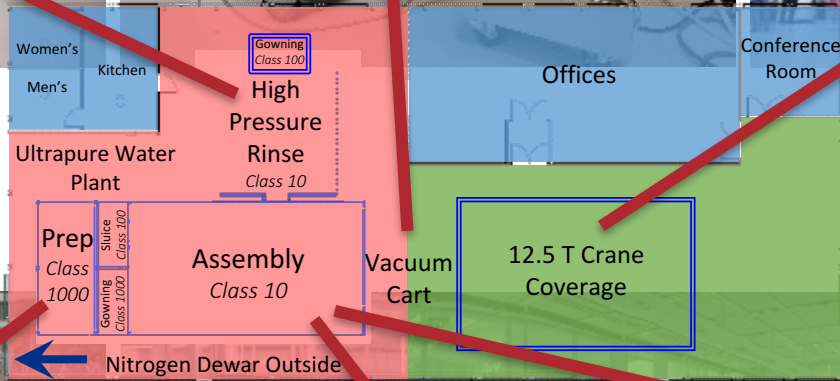 Women's
Men's
Kitchen
Gowning
Class 100
High
Pressure
Rinse
Class 10
Offices
Conference
Room
Ultrapure Water
Plant
Prep
Class
1000
Sluice
Class 100
Gowning
Class 1000
Assembly
Class 10
Vacuum
Cart
12.5 T Crane
Coverage
Nitrogen Dewar Outside